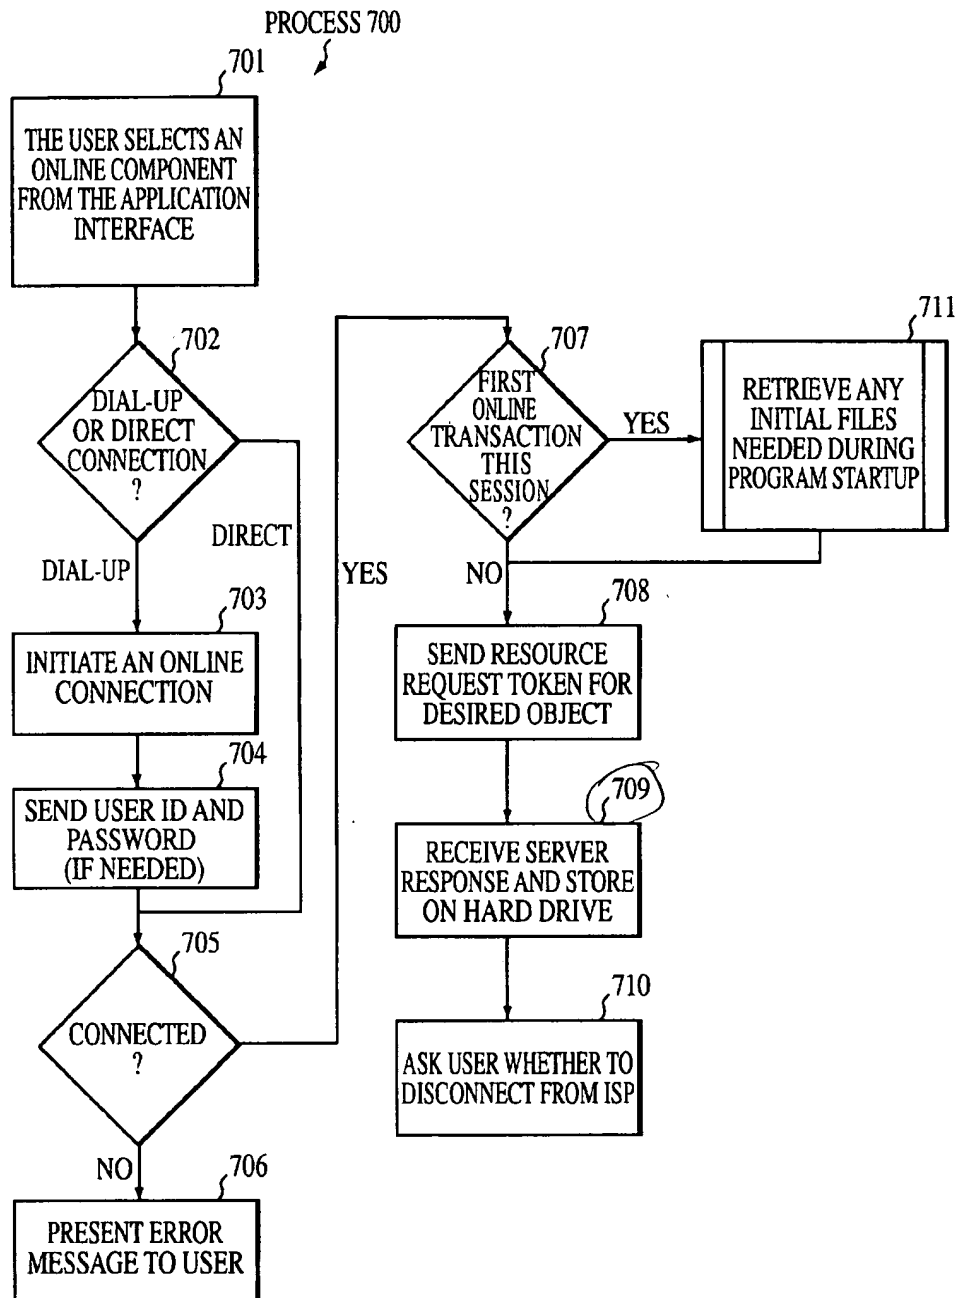 PROCESS 700
701
THE USER SELECTS AN
ONLINE COMPONENT
FROM THE APPLICATION
INTERFACE
702
DIAL-UP
OR DIRECT
CONNECTION
?
DIRECT
DIAL-UP
703
INITIATE AN ONLINE
CONNECTION
704
SEND USER ID AND
PASSWORD
(IF NEEDED)
705
CONNECTED
?
YES
NO
706
PRESENT ERROR
MESSAGE TO USER
707
FIRST
ONLINE
TRANSACTION
THIS
SESSION
?
YES
711
RETRIEVE ANY
INITIAL FILES
NEEDED DURING
PROGRAM STARTUP
NO
708
SEND RESOURCE
REQUEST TOKEN FOR
DESIRED OBJECT
709
RECEIVE SERVER
RESPONSE AND STORE
ON HARD DRIVE
710
ASK USER WHETHER TO
DISCONNECT FROM ISP